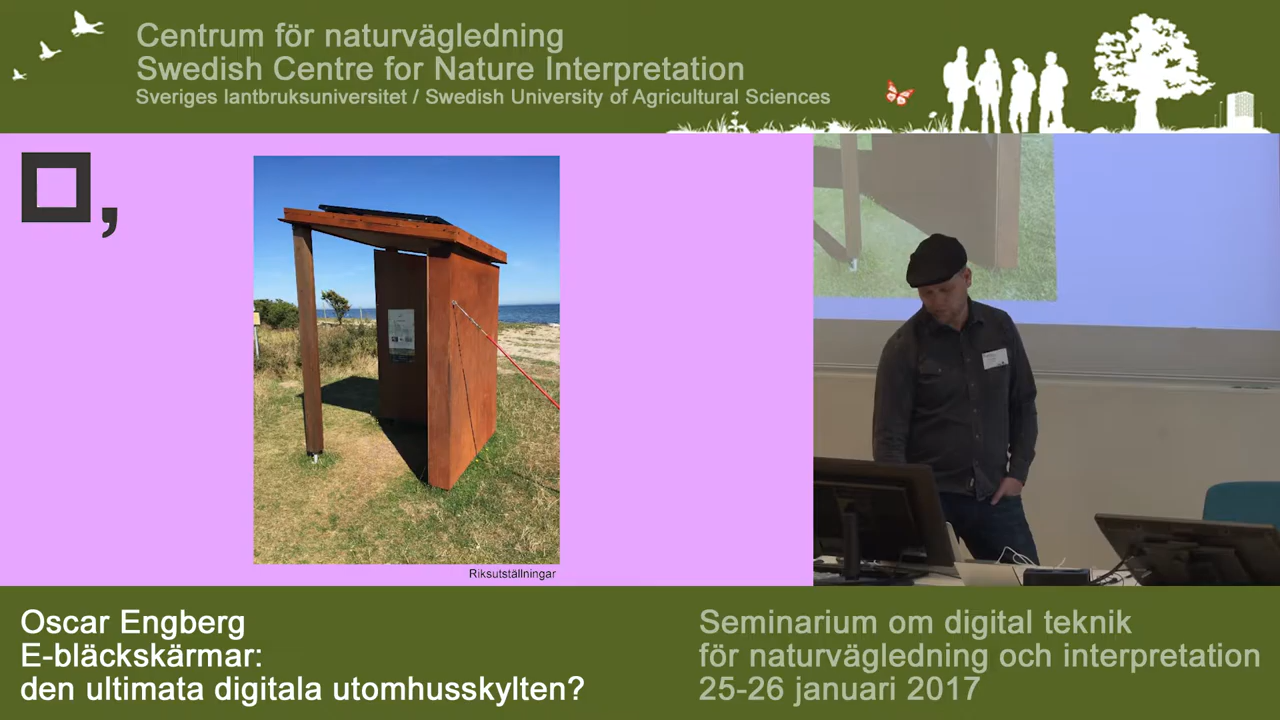 Centrum för naturvägledning
Swedish Centre for Nature Interpretation
Sveriges lantbruksuniversitet / Swedish University of Agricultural Sciences
Riksutställningar
Oscar Engberg
E-bläckskärmar:
den ultimata digitala utomhusskylten?
Seminarium om digital teknik
för naturvägledning och interpretation
25-26 januari 2017